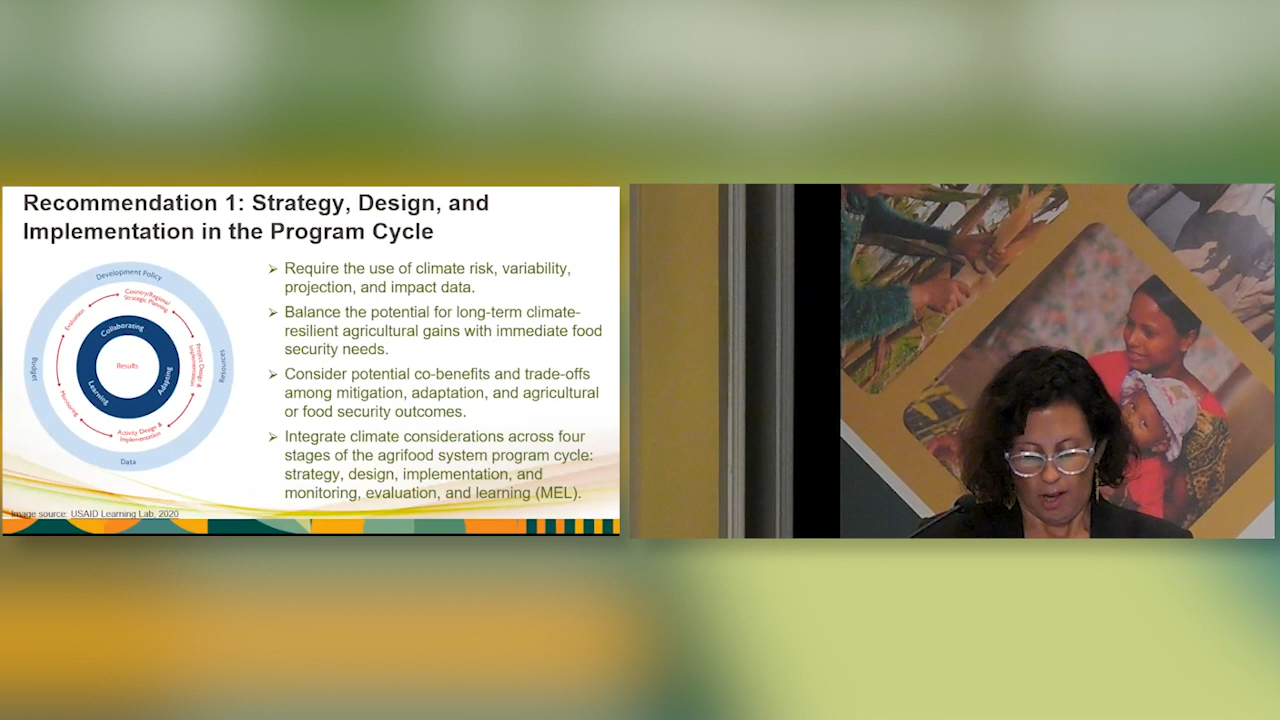 Recommendation 1: Strategy, Design, and
Implementation in the Program Cycle
Development Policy
Country/Regional
Strategic Planning
Evaluation
Collaborating
Results
Project Design &
Implementation
Budget
Resources
Learning
Adapting
Monitoring
Activity Design &
Implementation
Data
➢ Require the use of climate risk, variability,
projection, and impact data.
➢ Balance the potential for long-term climate-
resilient agricultural gains with immediate food
security needs.
➢ Consider potential co-benefits and trade-offs
among mitigation, adaptation, and agricultural
or food security outcomes.
➢ Integrate climate considerations across four
stages of the agrifood system program cycle:
strategy, design, implementation, and
monitoring, evaluation, and learning (MEL).
Image source: USAID Learning Lab, 2020